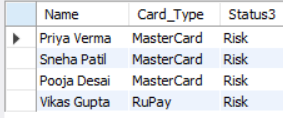 Name Card_Type Status3
Priya Verma MasterCard Risk
Sneha Patil MasterCard Risk
Pooja Desai MasterCard Risk
Vikas Gupta RuPay Risk